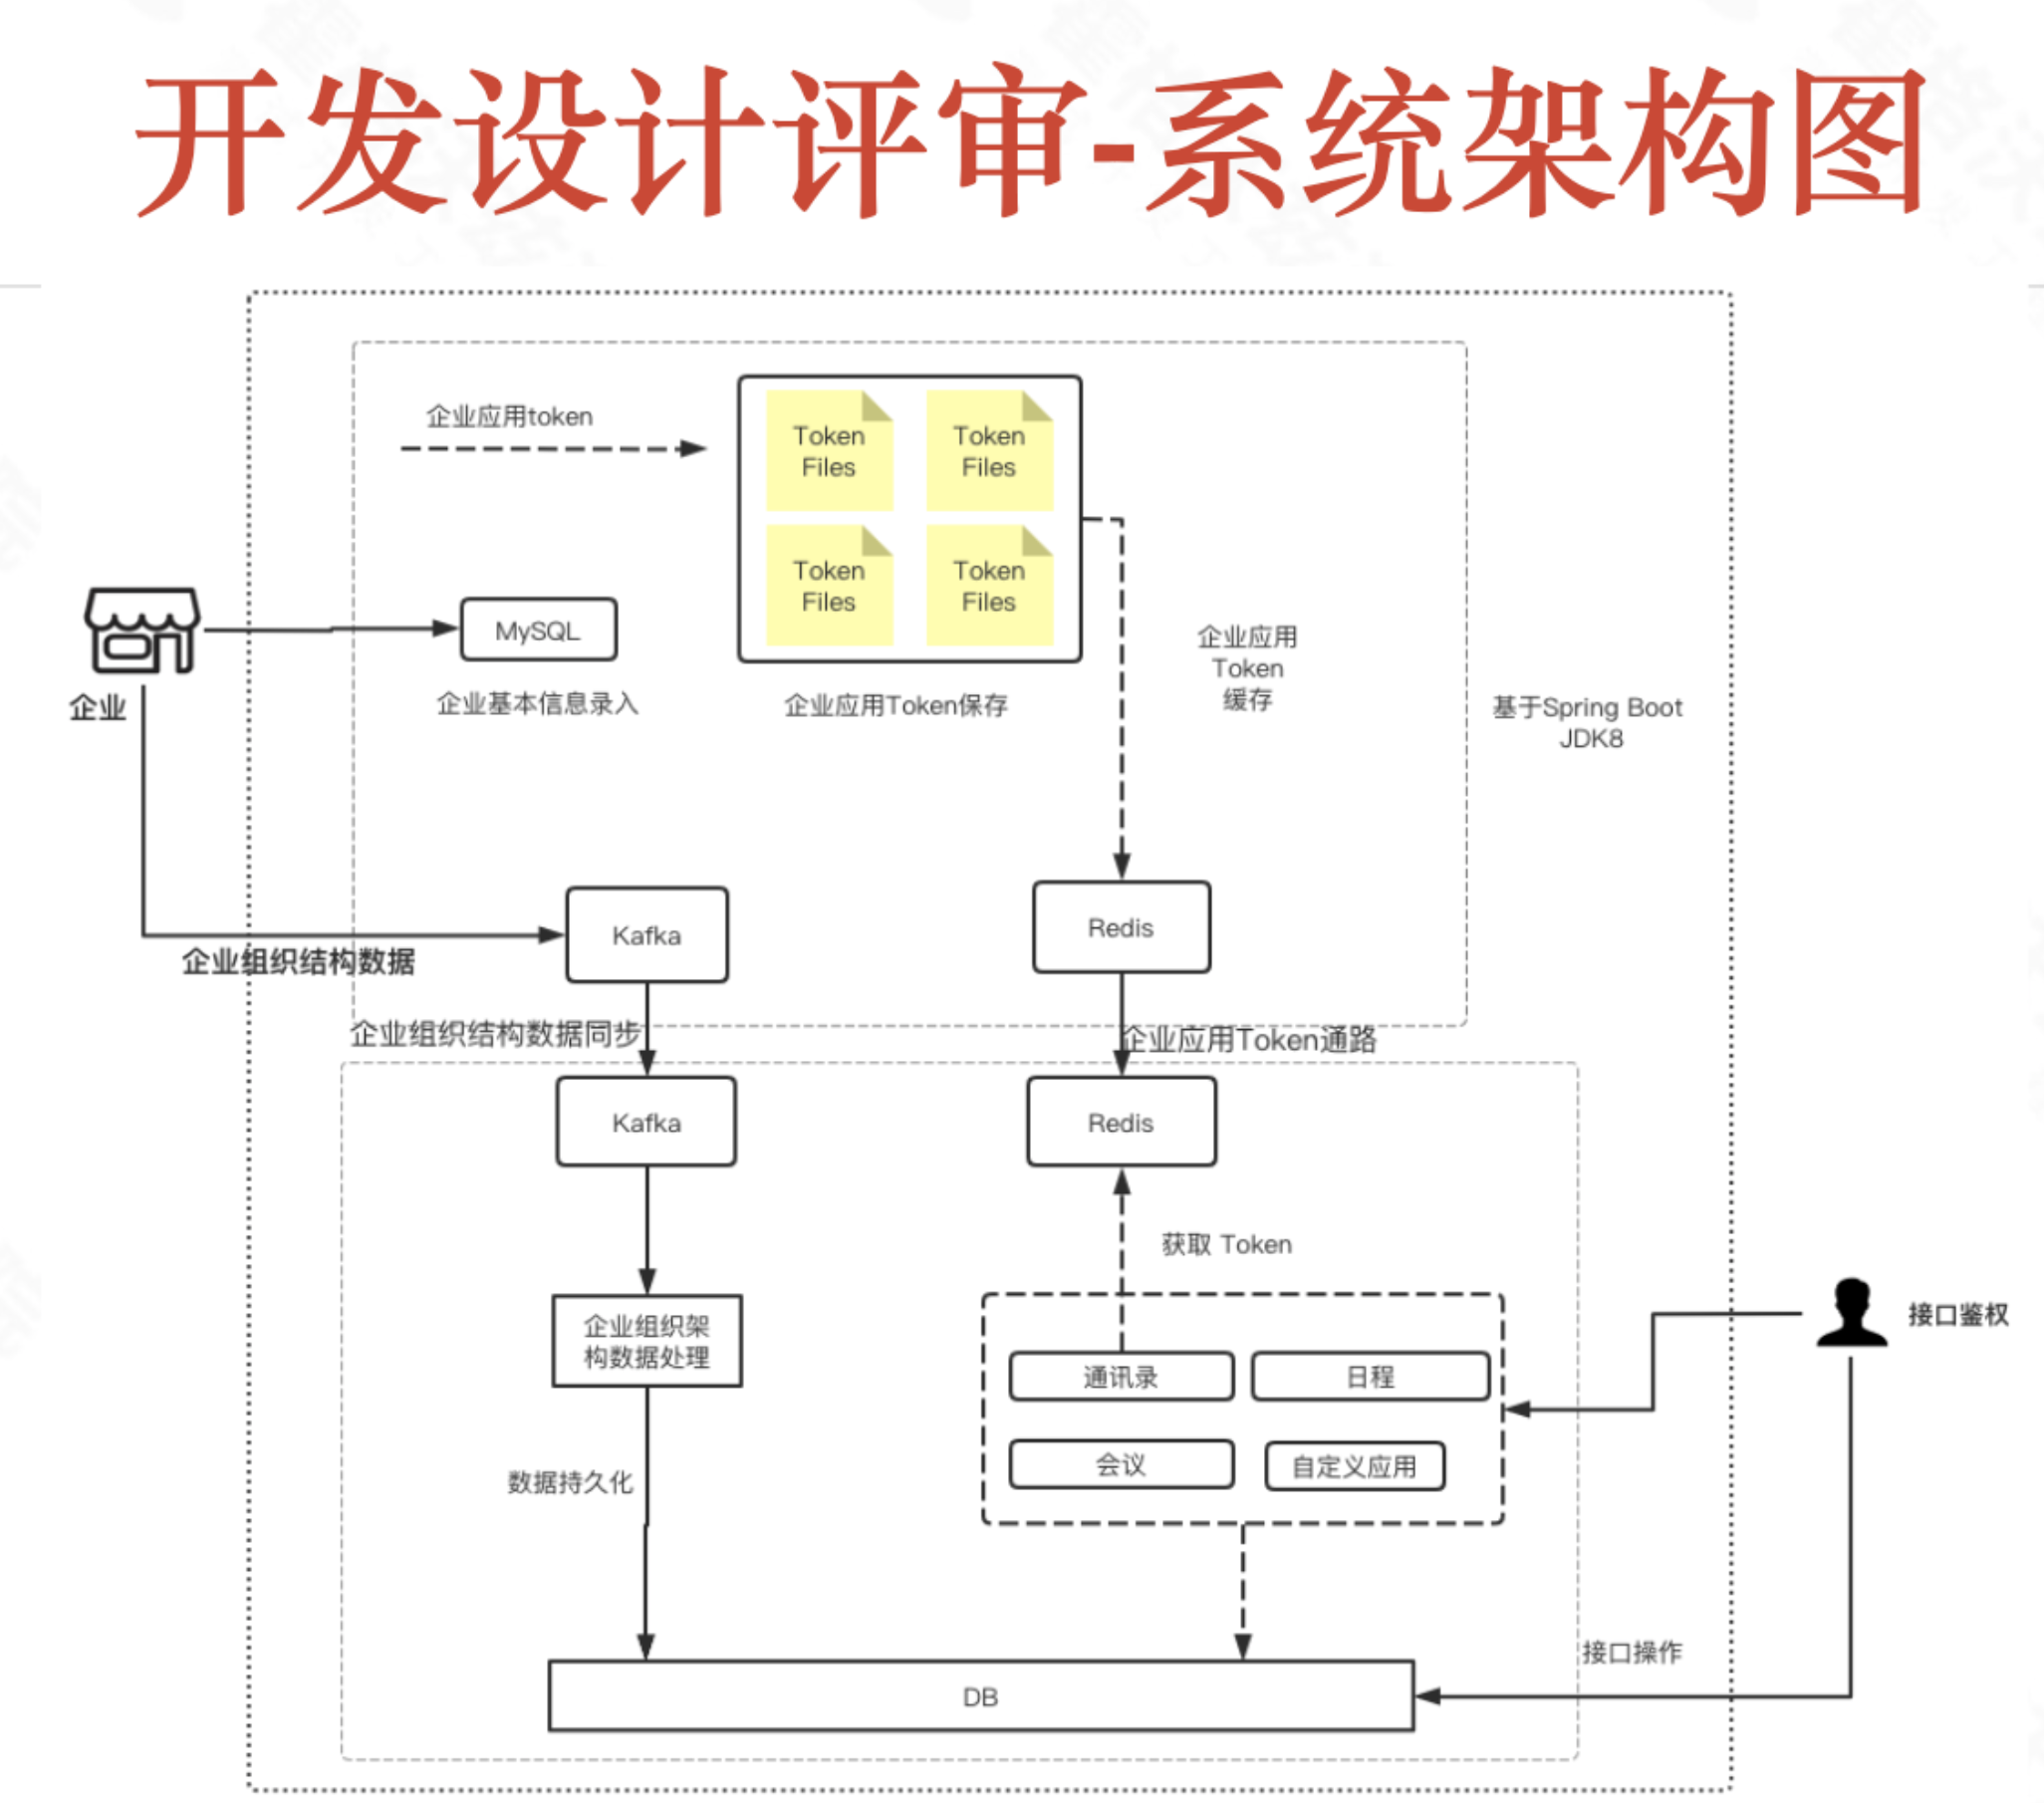 开发设计评审-系统架构图
企业应用token
Token
Files
Token
Files
Token
Files
Token
Files
MySQL
企业
企业基本信息录入
企业应用Token保存
企业应用
Token
缓存
基于Spring Boot
JDK8
Kafka
Redis
企业组织结构数据
企业组织结构数据同步
企业应用Token通路
Kafka
Redis
获取 Token
企业组织架
构数据处理
接口鉴权
通讯录
日程
会议
自定义应用
数据持久化
接口操作
DB